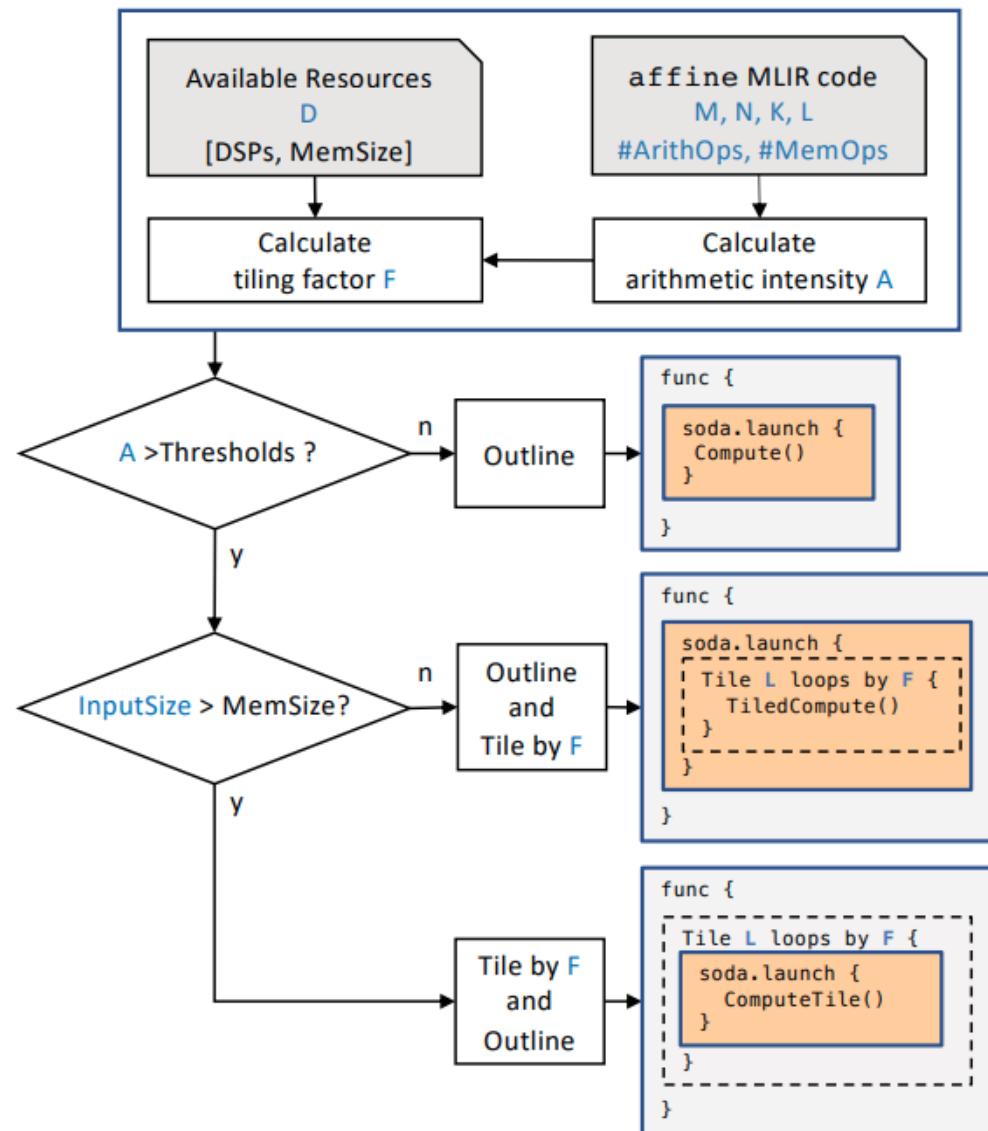 Available Resources
D
[DSPs, MemSize]
affine MLIR code
M, N, K, L
#ArithOps, #MemOps
Calculate
tiling factor F
Calculate
arithmetic intensity A
A >Thresholds ?
n
y
Outline
func {
soda.launch {
Compute()
}
}
InputSize > MemSize?
n
y
Outline
and
Tile by F
func {
soda.launch {
Tile L loops by F {
TiledCompute()
}
}
}
Tile by F
and
Outline
func {
Tile L loops by F {
soda.launch {
ComputeTile()
}
}
}